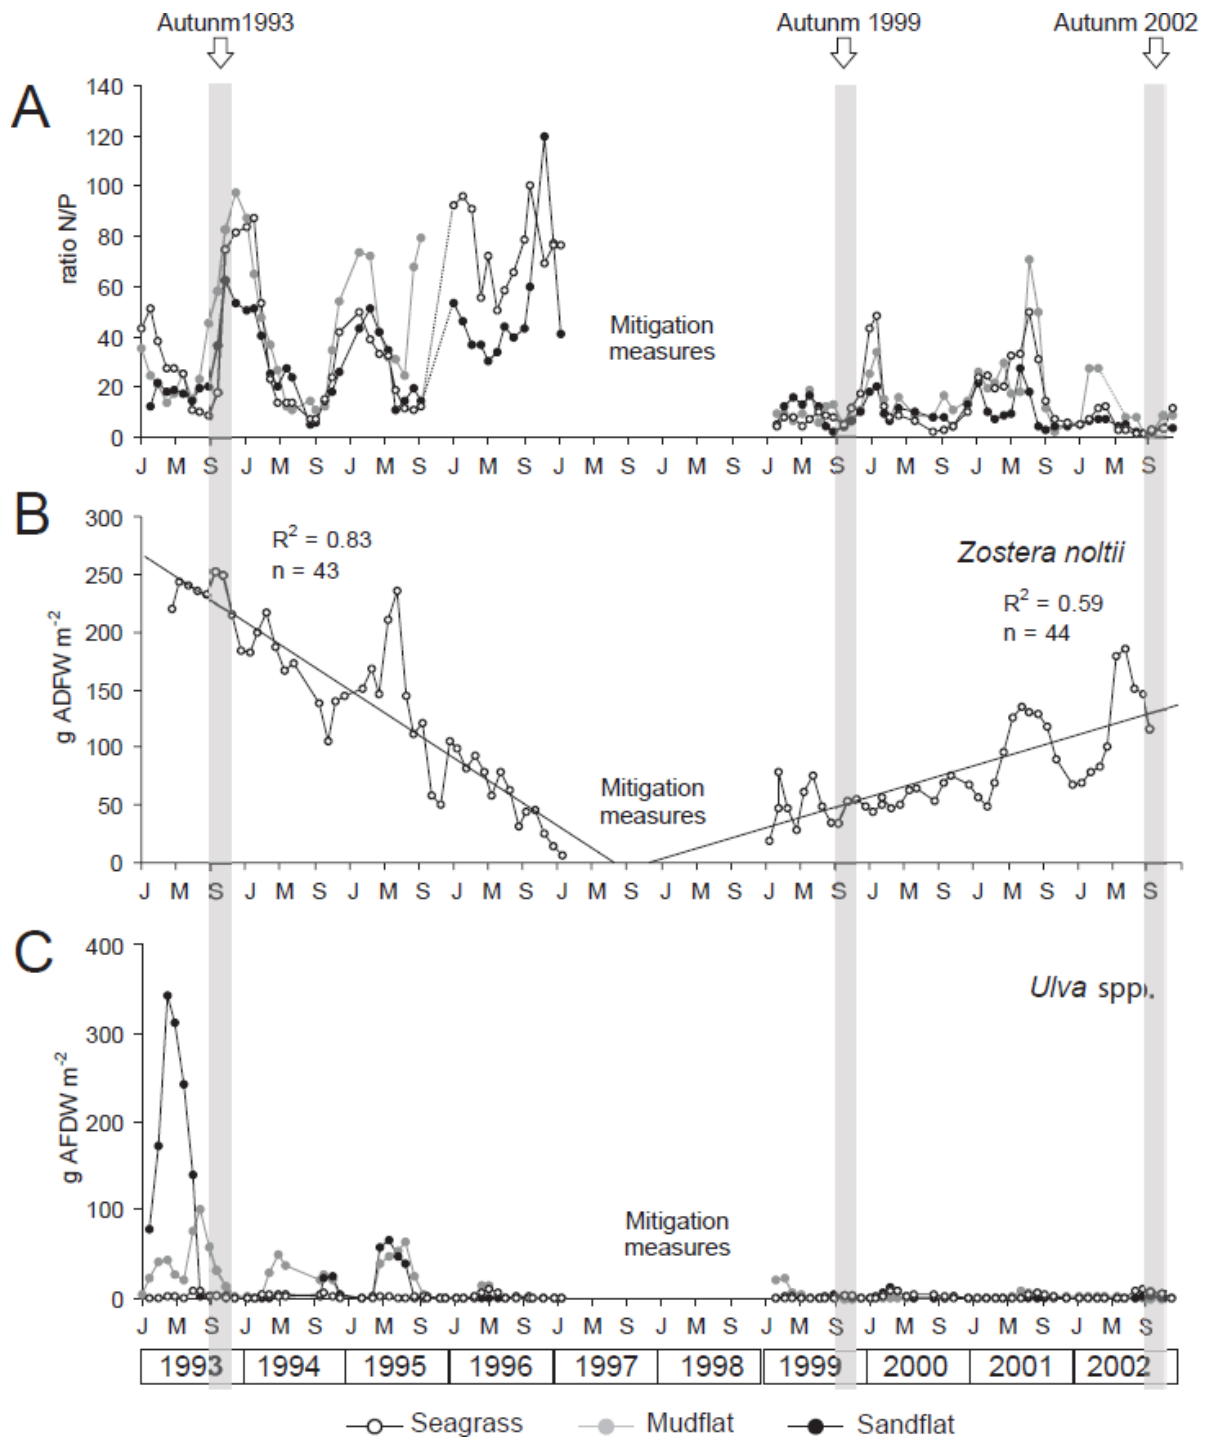 Autunm1993 Autunm 1999 Autunm 2002
A
ratio N/P
140
120
100
80
60
40
20
0
Mitigation
measures
J M S J M S J M S J M S J M S J M S J M S J M S J M S J M S
B
g ADFW m-2
300
250
200
150
100
50
0
R2 = 0.83
n = 43
Zostera noltii
R2 = 0.59
n = 44
Mitigation
measures
J M S J M S J M S J M S J M S J M S J M S J M S J M S J M S
C
g AFDW m-2
400
300
200
100
0
Ulva spp.
Mitigation
measures
J M S J M S J M S J M S J M S J M S J M S J M S J M S J M S
1993 1994 1995 1996 1997 1998 1999 2000 2001 2002
Seagrass Mudflat Sandflat